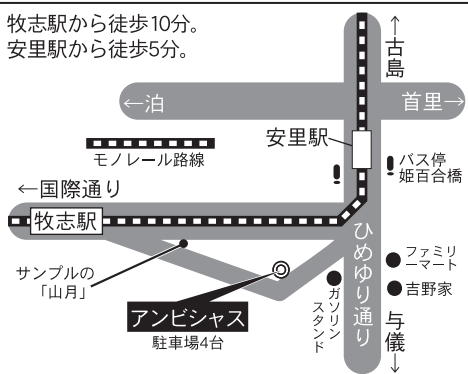 牧志駅から徒歩10分。
安里駅から徒歩5分。
↑古島
←泊
首里→
安里駅
モノレール路線
バス停
姫百合橋
←国際通り
牧志駅
ひめゆり通り
サンプルの
「山月」
ファミリ
ーマート
吉野家
ガソリン
スタンド
アンビシャス
駐車場4台
与儀↓